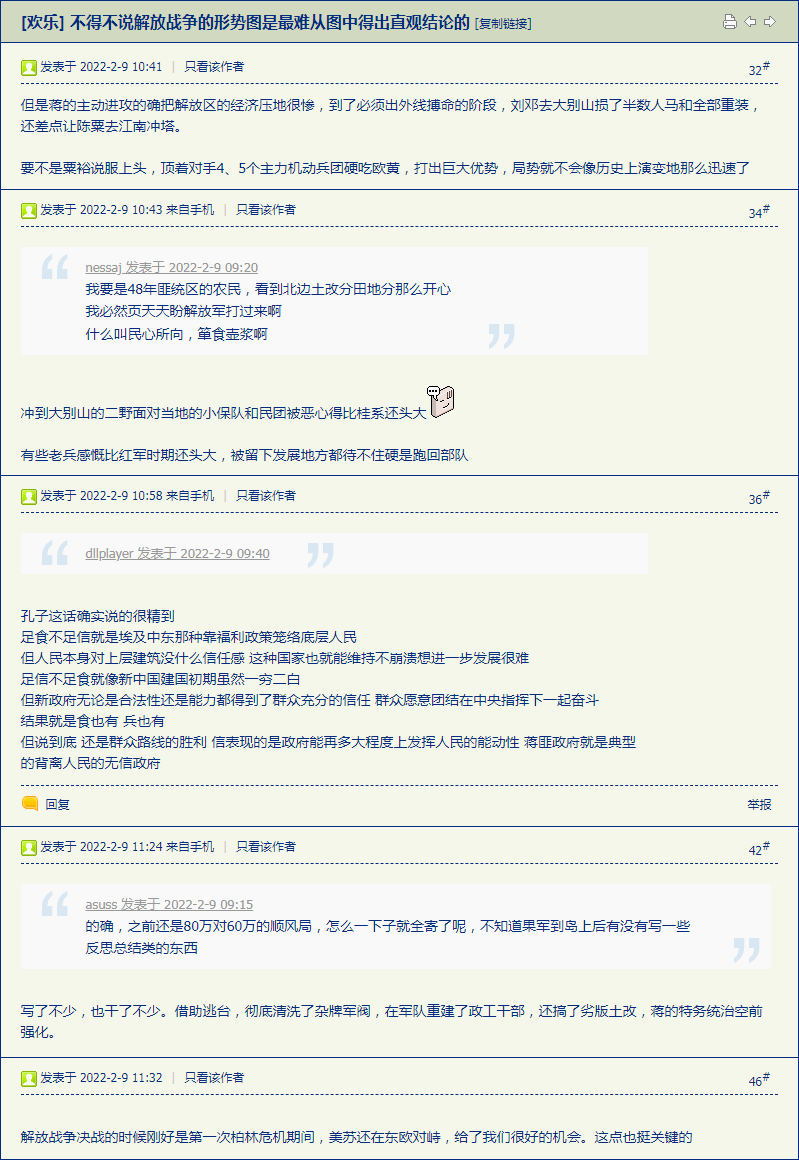 [欢乐] 不得不说解放战争的形势图是最难从图中得出直观结论的 [复制链接]
发表于 2022-2-9 10:41 | 只看该作者 32#
但是蒋的主动进攻的确把解放区的经济压地很惨，到了必须出外线搏命的阶段，刘邓去大别山损了半数人马和全部重装，
还差点让陈粟去江南冲塔。
要不是粟裕说服上头，顶着对手4、5个主力机动兵团硬吃欧黄，打出巨大优势，局势就不会像历史上演变地那么迅速了
发表于 2022-2-9 10:43 来自手机 | 只看该作者 34#
nessaj 发表于 2022-2-9 09:20
我要是48年匪统区的农民，看到北边土改分田地分那么开心
我必然页天天盼解放军打过来啊
什么叫民心所向，箪食壶浆啊
冲到大别山的二野面对当地的小保队和民团被恶心得比桂系还头大
有些老兵感慨比红军时期还头大，被留下发展地方都待不住硬是跑回部队
发表于 2022-2-9 10:58 来自手机 | 只看该作者 36#
dllplayer 发表于 2022-2-9 09:40
孔子这话确实说的很精到
足食不足信就是埃及中东那种靠福利政策笼络底层人民
但人民本身对上层建筑没什么信任感 这种国家也就能维持不崩溃想进一步发展很难
足信不足食就像新中国建国初期虽然一穷二白
但新政府无论是合法性还是能力都得到了群众充分的信任 群众愿意团结在中央指挥下一起奋斗
结果就是食也有 兵也有
但说到底 还是群众路线的胜利 信表现的是政府能再多大程度上发挥人民的能动性 蒋匪政府就是典型
的背离人民的无信政府
回复 举报
发表于 2022-2-9 11:24 来自手机 | 只看该作者 42#
asuss 发表于 2022-2-9 09:15
的确，之前还是80万对60万的顺风局，怎么一下子就全寄了呢，不知道果军到岛上后有没有写一些
反思总结类的东西
写了不少，也干了不少。借助逃台，彻底清洗了杂牌军阀，在军队重建了政工干部，还搞了劣版土改，蒋的特务统治空前
强化。
发表于 2022-2-9 11:32 | 只看该作者 46#
解放战争决战的时候刚好是第一次柏林危机期间，美苏还在东欧对峙，给了我们很好的机会。这点也挺关键的